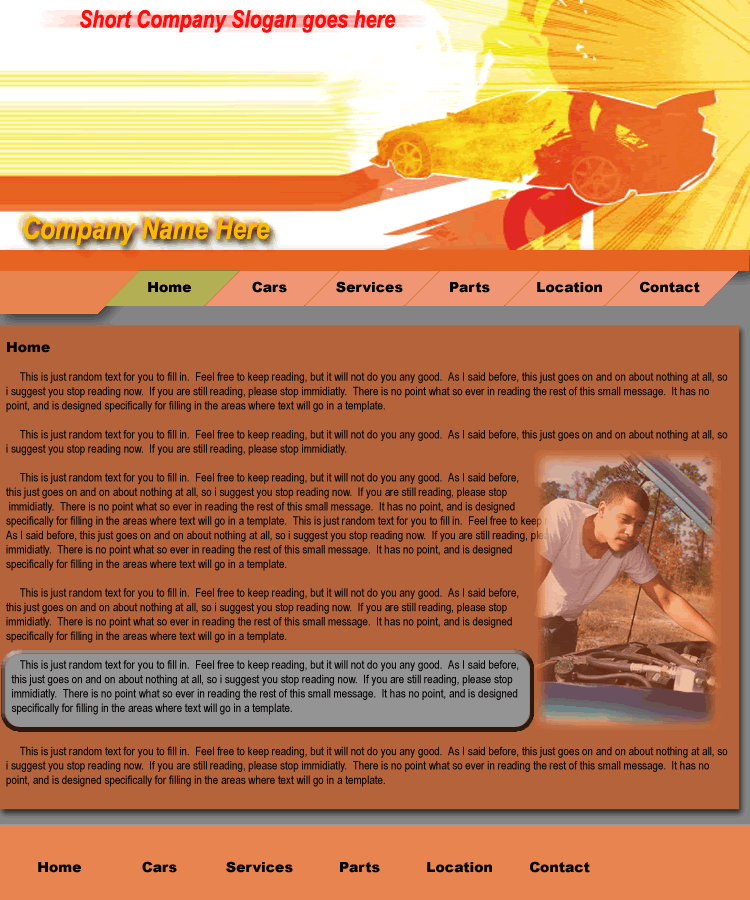 Short Company Slogan goes here
Company Name Here
Home Cars Services Parts Location Contact
Home
This is just random text for you to fill in. Feel free to keep reading, but it will not do you any good. As I said before, this just goes on and on about nothing at all, so
i suggest you stop reading now. If you are still reading, please stop immidiatly. There is no point what so ever in reading the rest of this small message. It has no
point, and is designed specifically for filling in the areas where text will go in a template.
This is just random text for you to fill in. Feel free to keep reading, but it will not do you any good. As I said before, this just goes on and on about nothing at all, so
i suggest you stop reading now. If you are still reading, please stop immidiatly.
This is just random text for you to fill in. Feel free to keep reading, but it will not do you any good. As I said before,
this just goes on and on about nothing at all, so i suggest you stop reading now. If you are still reading, please stop
immidiatly. There is no point what so ever in reading the rest of this small message. It has no point, and is designed
specifically for filling in the areas where text will go in a template. This is just random text for you to fill in. Feel free to keep
As I said before, this just goes on and on about nothing at all, so i suggest you stop reading now. If you are still reading,
immidiatly. There is no point what so ever in reading the rest of this small message. It has no point, and is designed
specifically for filling in the areas where text will go in a template.
This is just random text for you to fill in. Feel free to keep reading, but it will not do you any good. As I said before,
this just goes on and on about nothing at all, so i suggest you stop reading now. If you are still reading, please stop
immidiatly. There is no point what so ever in reading the rest of this small message. It has no point, and is designed
specifically for filling in the areas where text will go in a template.
This is just random text for you to fill in. Feel free to keep reading, but it will not do you any good. As I said before,
this just goes on and on about nothing at all, so i suggest you stop reading now. If you are still reading, please stop
immidiatly. There is no point what so ever in reading the rest of this small message. It has no point, and is designed
specifically for filling in the areas where text will go in a template.
This is just random text for you to fill in. Feel free to keep reading, but it will not do you any good. As I said before, this just goes on and on about nothing at all, so
i suggest you stop reading now. If you are still reading, please stop immidiatly. There is no point what so ever in reading the rest of this small message. It has no
point, and is designed specifically for filling in the areas where text will go in a template.
Home Cars Services Parts Location Contact